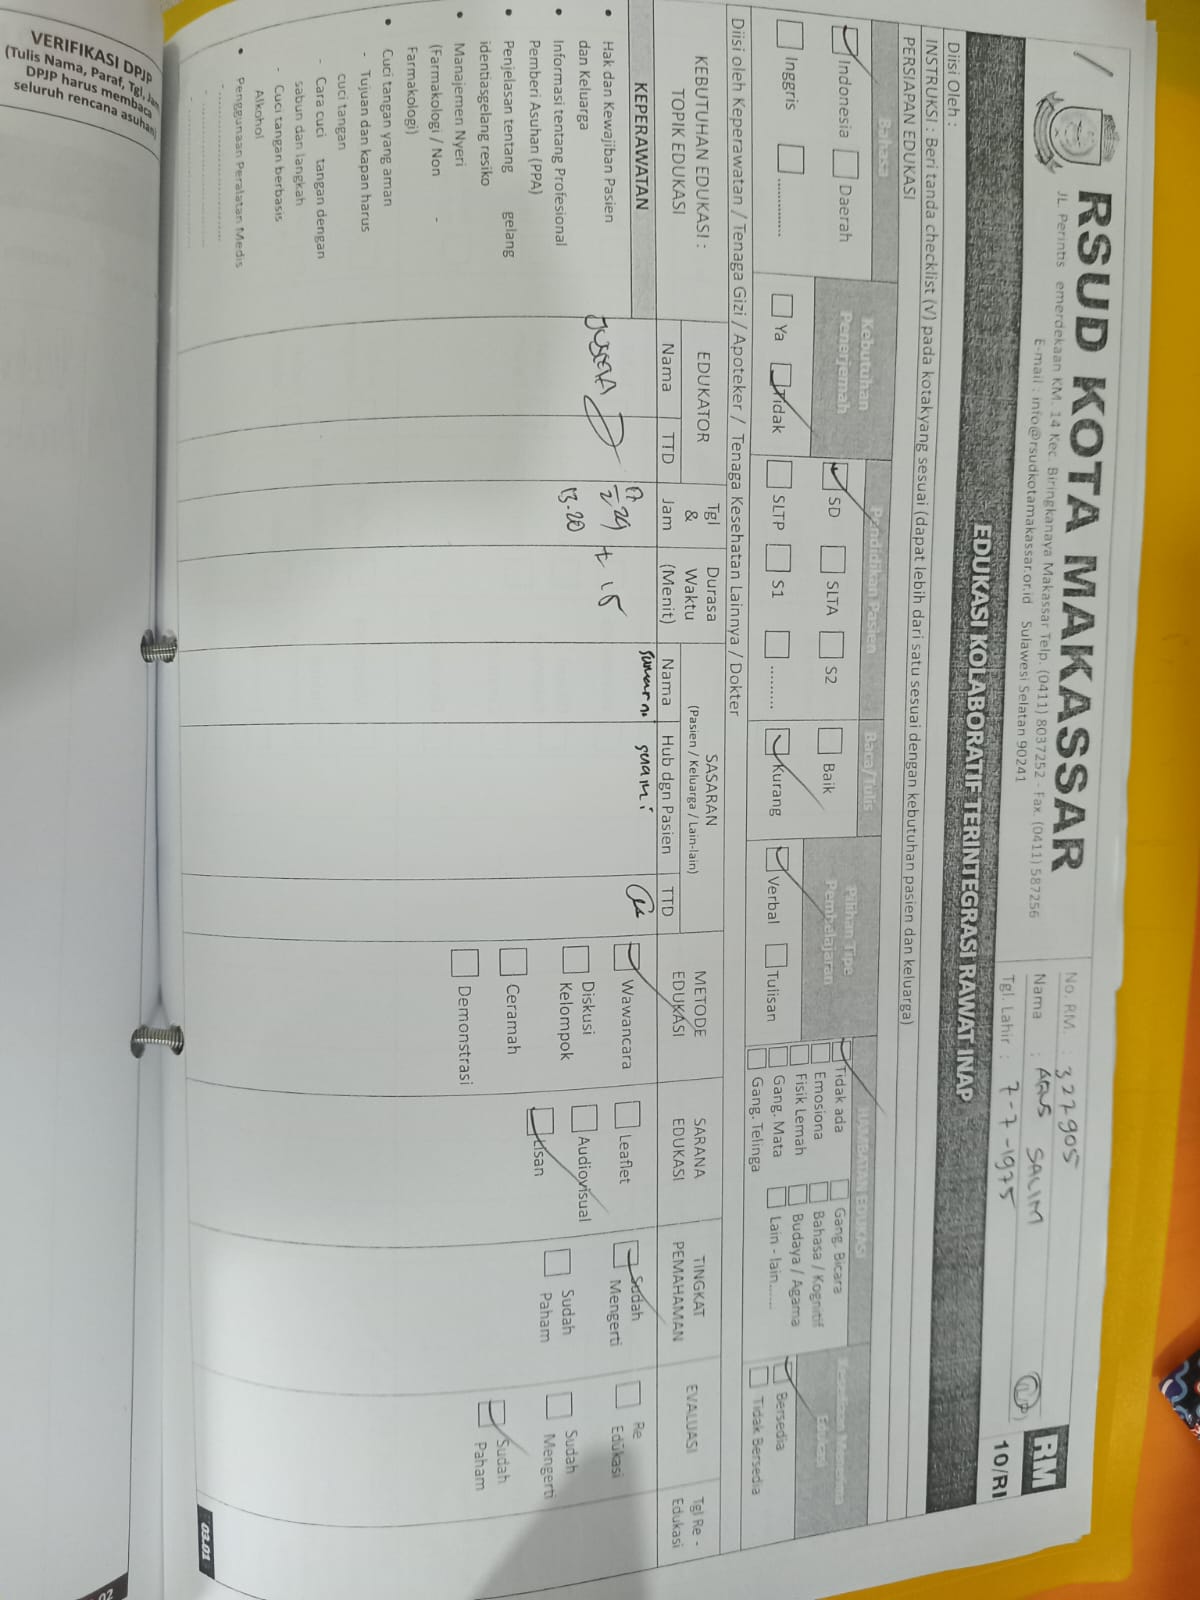 RSUD KOTA MAKASSAR
JL. Perintis emerdekaan KM. 14 Kec. Biringkanaya Makassar Telp. (0411) 8037252 - Fax. (0411) 587256
E-mail : info@rsudkotamakassar.or.id Sulawesi Selatan 90241
No. RM. : 327905
Nama : AGUS SALIM
Tgl. Lahir : 7-7-1975
RM
10/RI
EDUKASI KOLABORATIF TERINTEGRASI RAWAT INAP
Diisi Oleh :
INSTRUKSI : Beri tanda checklist (√) pada kotakyang sesuai (dapat lebih dari satu sesuai dengan kebutuhan pasien dan keluarga)
PERSIAPAN EDUKASI
Bahasa
Indonesia
Daerah
Inggris
..............
Kebutuhan
Penerjemah
Ya
Tidak
Pendidikan Pasien
SD
SLTA
S2
SLTP
S1
.........
Baca/Tulis
Baik
Kurang
Pilihan Tipe
Pembelajaran
Verbal
Tulisan
HAMBATAN EDUKASI
Tidak ada
Gang. Bicara
Emosiona
Bahasa / Kognitif
Fisik Lemah
Budaya / Agama
Gang. Mata
Lain - lain.......
Gang. Telinga
Edukasi
Bersedia
Tidak Bersedia
Diisi oleh Keperawatan / Tenaga Gizi / Apoteker / Tenaga Kesehatan Lainnya / Dokter
KEBUTUHAN EDUKASI :
TOPIK EDUKASI
EDUKATOR
Nama
TTD
Tgl
&
Jam
Durasa
Waktu
(Menit)
SASARAN
(Pasien / Keluarga / Lain-lain)
Nama
Hub dgn Pasien
TTD
METODE
EDUKASI
SARANA
EDUKASI
TINGKAT
PEMAHAMAN
EVALUASI
Tgl Re -
Edukasi
KEPERAWATAN
• Hak dan Kewajiban Pasien
dan Keluarga
• Informasi tentang Profesional
Pemberi Asuhan (PPA)
• Penjelasan tentang gelang
identiasgelang resiko
• Manajemen Nyeri
(Farmakologi / Non -
Farmakologi)
• Cuci tangan yang aman
- Tujuan dan kapan harus
cuci tangan
- Cara cuci tangan dengan
sabun dan langkah
- Cuci tangan berbasis
Alkohol
• Penggunaan Peralatan Medis
13.20
± 15
suami
Wawancara
Diskusi
Kelompok
Ceramah
Demonstrasi
Leaflet
Audiovisual
Lisan
Sudah
Mengerti
Sudah
Paham
Re
Edukasi
Sudah
Mengerti
Sudah
Paham
03.01
VERIFIKASI DPJP
(Tulis Nama, Paraf, Tgl, Jam
DPJP harus membaca
seluruh rencana asuhan)
02